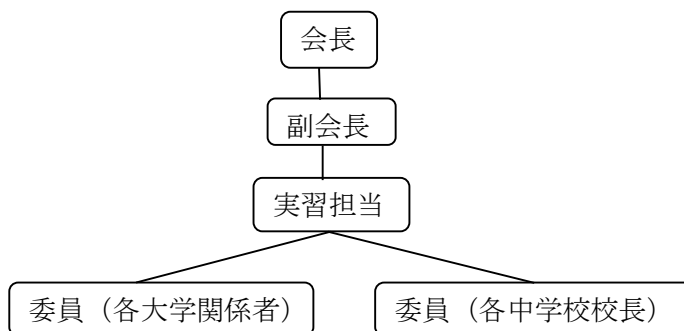 会長
副会長
実習担当
委員（各大学関係者）
委員（各中学校校長）